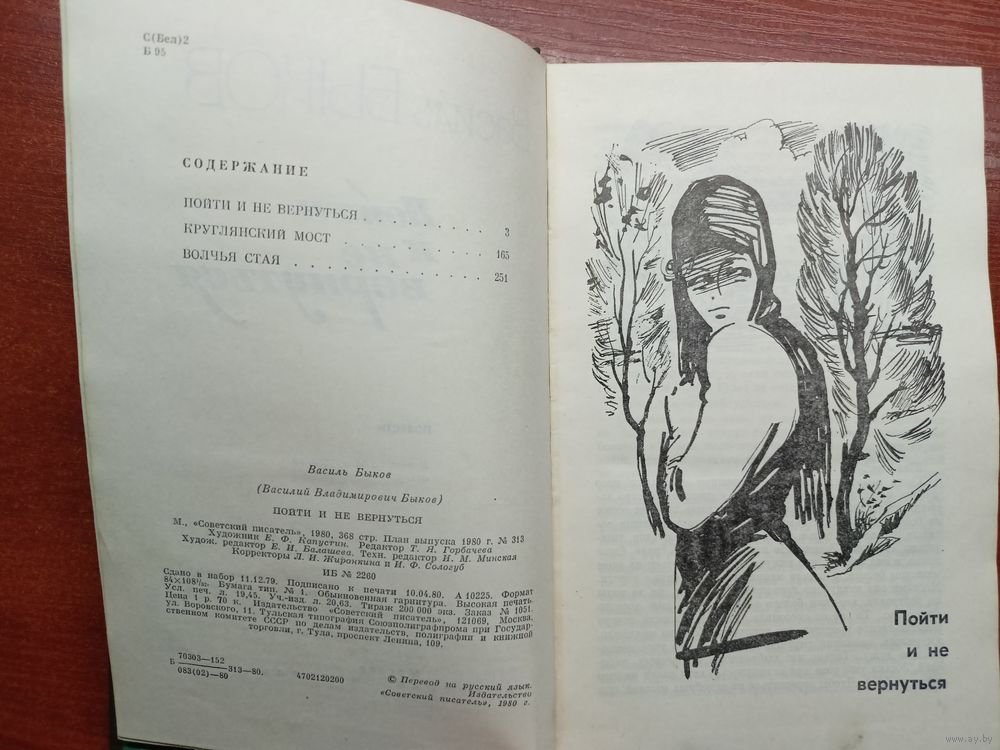 С(Бел)2
Б 95
СОДЕРЖАНИЕ
ПОЙТИ И НЕ ВЕРНУТЬСЯ . . . . . . . . . 3
КРУГЛЯНСКИЙ МОСТ . . . . . . . . . . 165
ВОЛЧЬЯ СТАЯ . . . . . . . . . . . . . 251
Василь Быков
(Василий Владимирович Быков)
ПОЙТИ И НЕ ВЕРНУТЬСЯ
М., «Советский писатель», 1980, 368 стр. План выпуска 1980 г. № 313
Художник Е. Ф. Капустин. Редактор Т. Я. Горбачева
Худож. редактор Е. И. Балашева. Техн. редактор Н. М. Минская
Корректоры Л. Н. Жиронкина и И. Ф. Сологуб
ИБ № 2260
Сдано в набор 11.12.79. Подписано к печати 10.04.80. А 10225. Формат
84×108¹/₃₂. Бумага тип. № 1. Обыкновенная гарнитура. Высокая печать.
Усл. печ. л. 19,45. Уч.-изд. л. 20,63. Тираж 200 000 экз. Заказ № 1051.
Цена 1 р. 70 к. Издательство «Советский писатель», 121069, Москва,
ул. Воровского, 11. Тульская типография Союзполиграфпрома при Государ-
ственном комитете СССР по делам издательств, полиграфии и книжной
торговли, г. Тула, проспект Ленина, 109.
Б 70303—152
083(02)—80 313—80. 4702120200
© Перевод на русский язык.
Издательство
«Советский писатель», 1980 г.
Пойти
и не
вернуться
www.ay.by